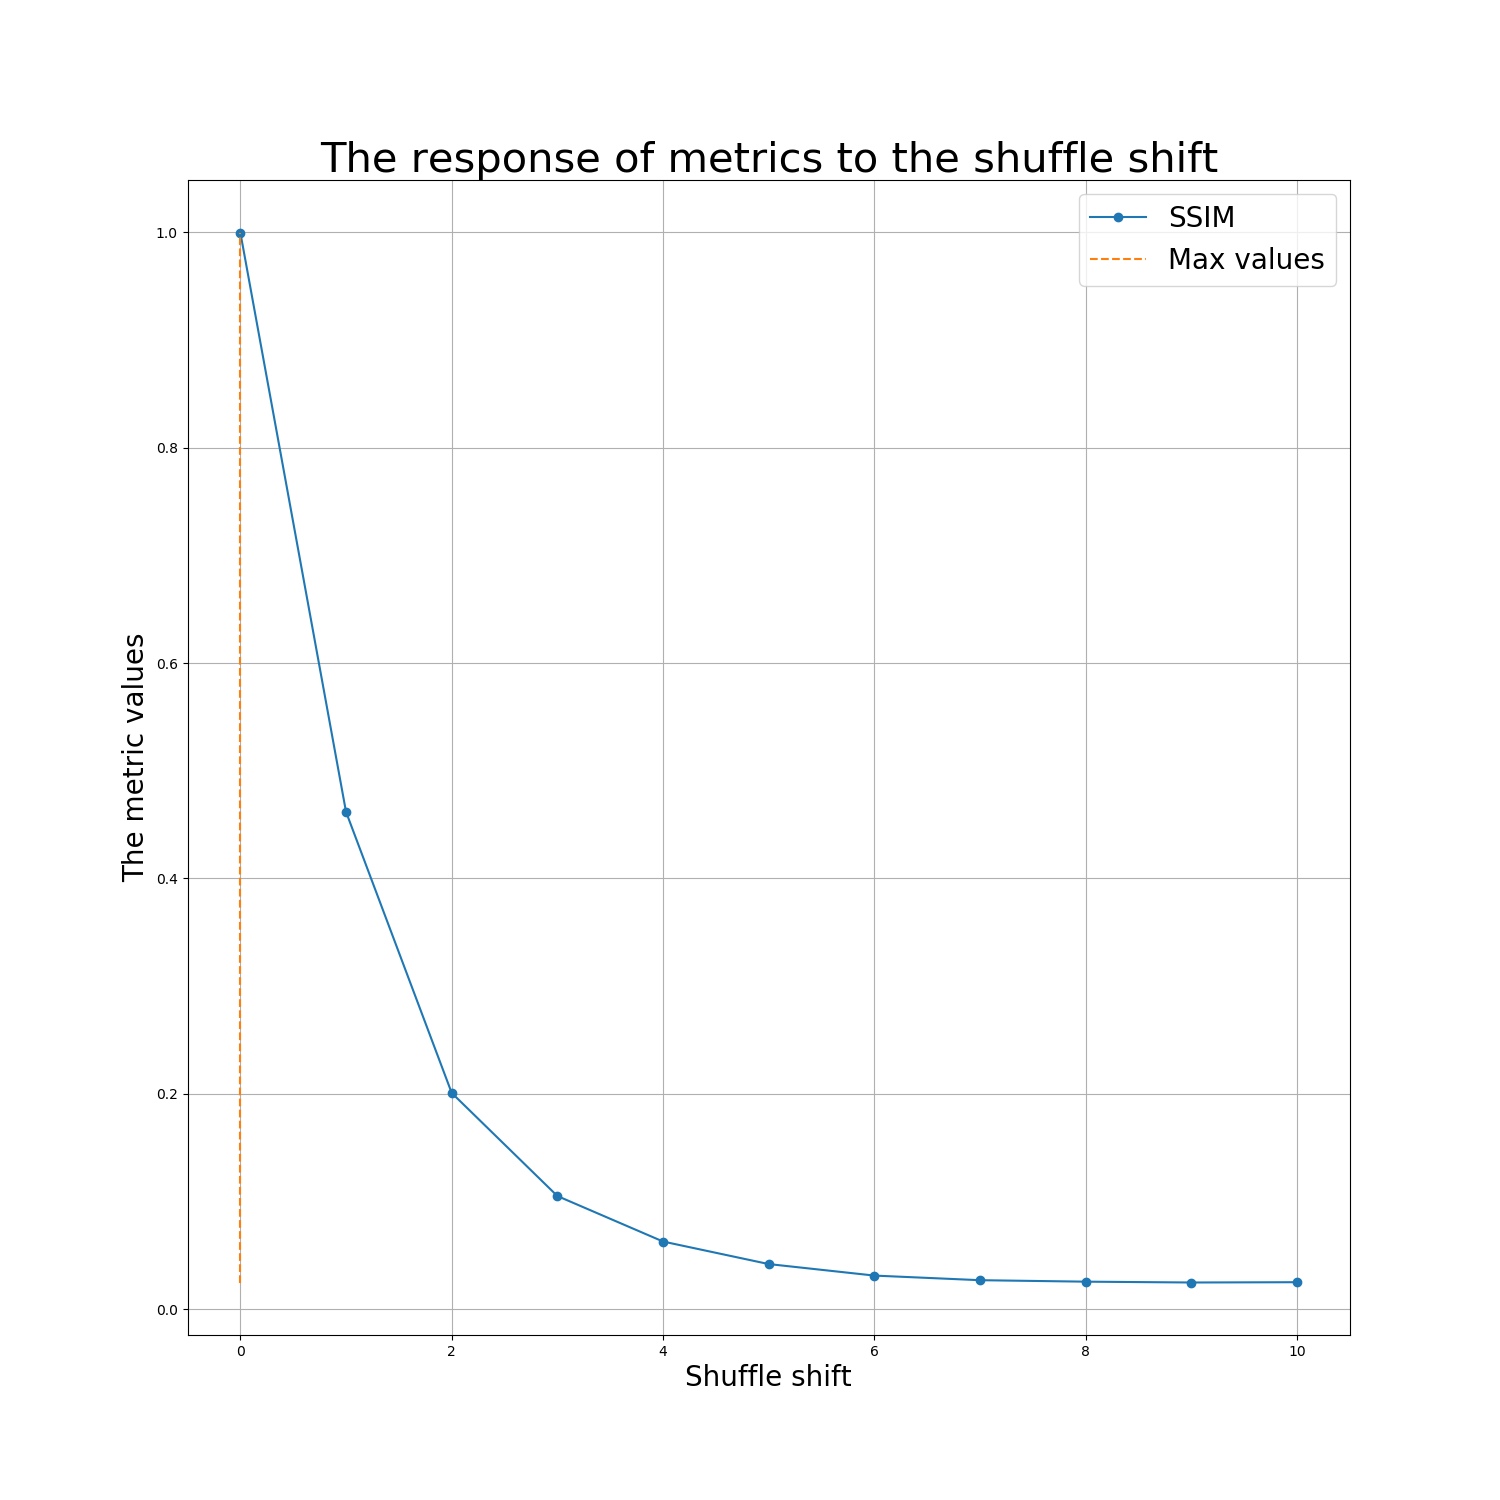 The response of metrics to the shuffle shift
SSIM
Max values
1.0
0.8
0.6
0.4
0.2
0.0
The metric values
0 2 4 6 8 10
Shuffle shift